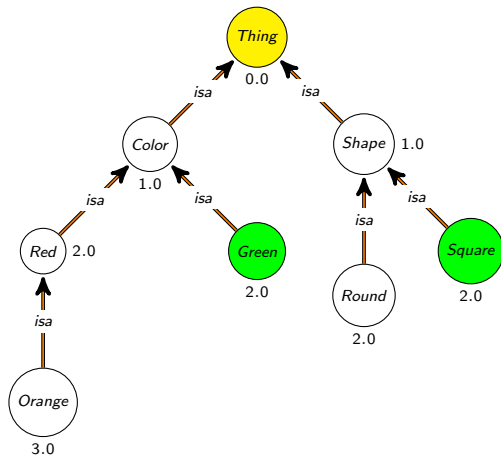 Thing
0.0
isa
isa
Color
1.0
Shape
1.0
isa
isa
isa
isa
Red
2.0
Green
2.0
Round
2.0
Square
2.0
isa
Orange
3.0